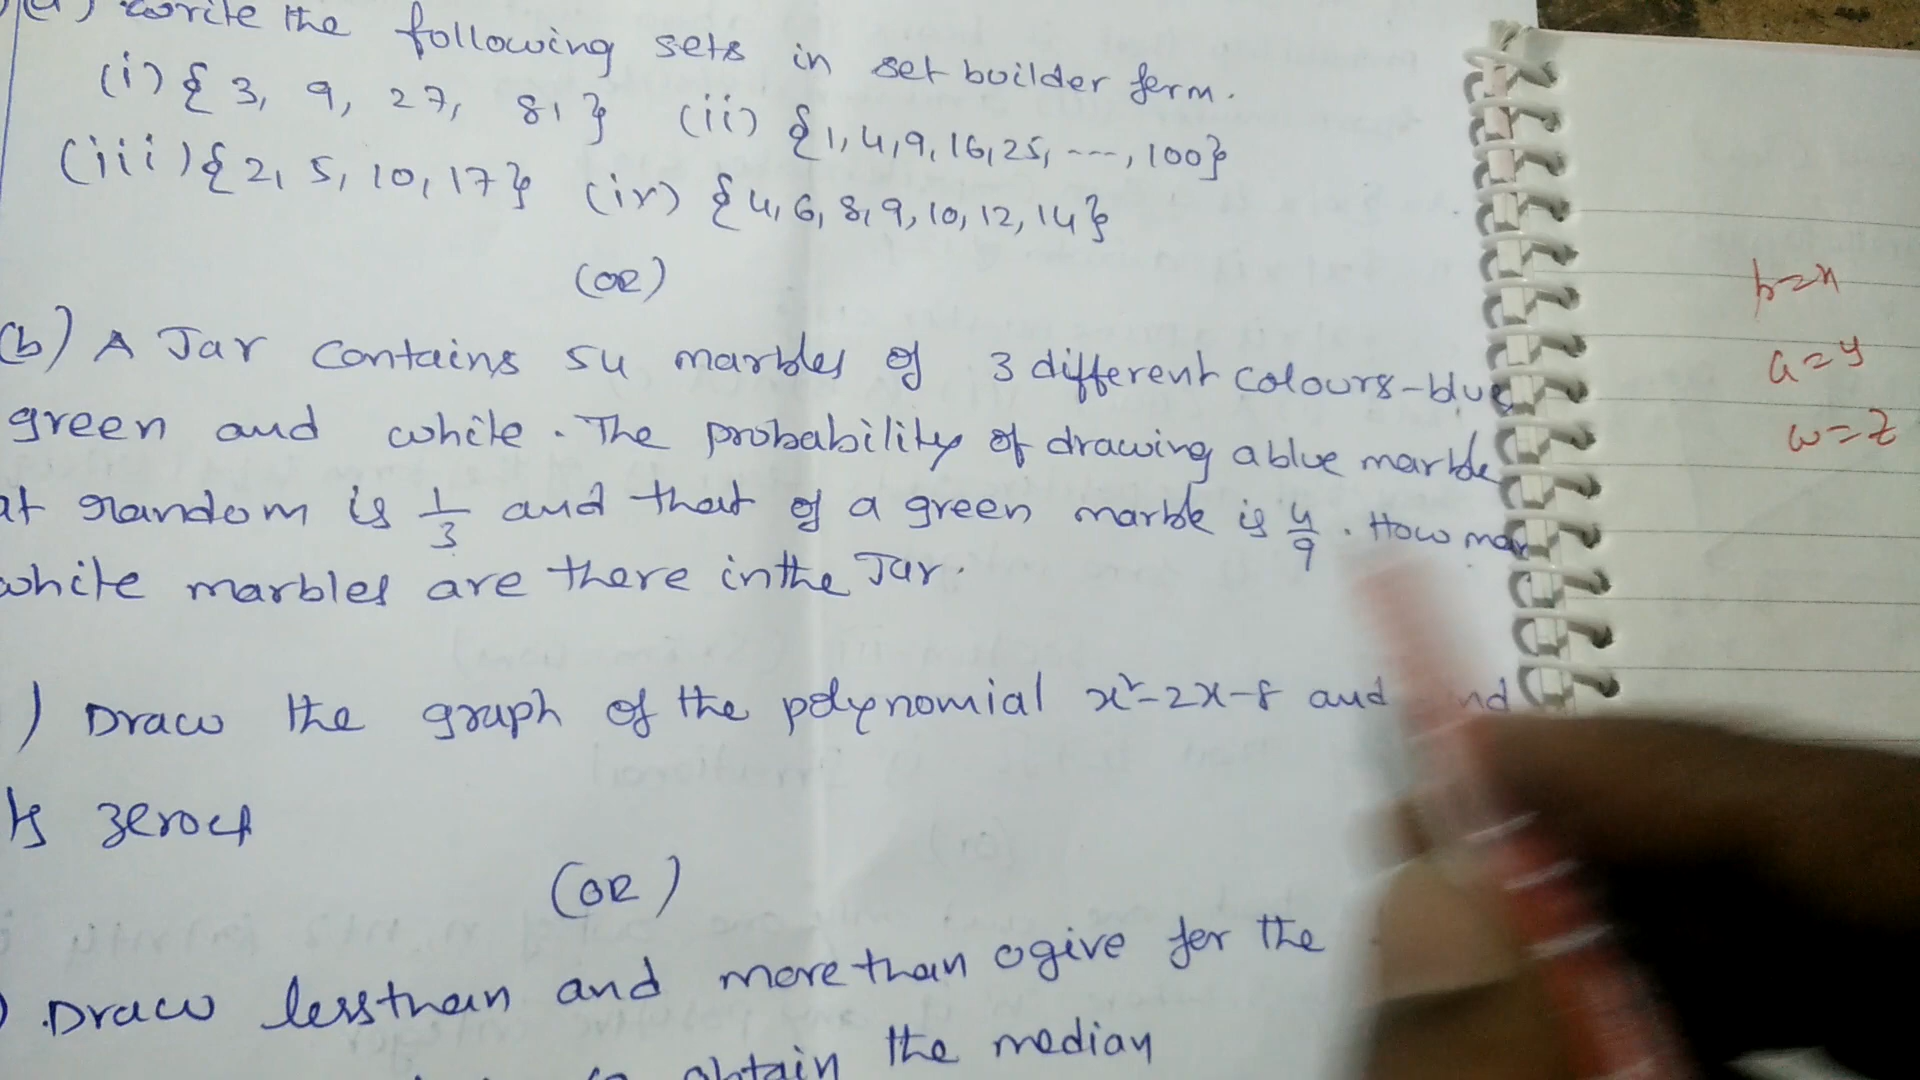 (a) Write the following sets in set builder form.
(i) { 3, 9, 27, 81 } (ii) {1, 4, 9, 16, 25, ---, 100}
(iii) {2, 5, 10, 17} (iv) {4, 6, 8, 9, 10, 12, 14}
(OR)
(b) A Jar contains 54 marbles of 3 different colours-blue
green and white. The probability of drawing a blue marble
at random is 1/3 and that of a green marble is 4/9. How
white marbles are there in the Jar.
) Draw the graph of the polynomial x²-2x-8 and
zeroes
(OR)
Draw less than and more than ogive for the
obtain the median
b=x
G=y
w=z